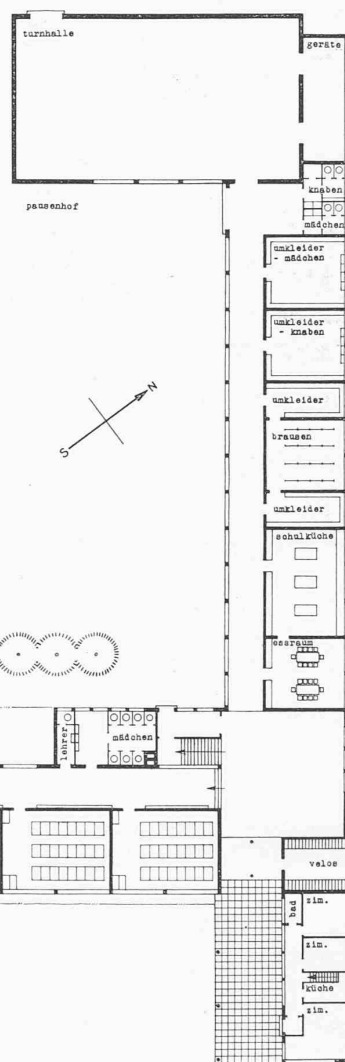 turnhalle
geräte
knaben
mädchen
pausenhof
umkleider
- mädchen
umkleider
- knaben
umkleider
brausen
umkleider
N
S
schulküche
essraum
lehrer
mädchen
velos
bad
zim.
zim.
küche
zim.